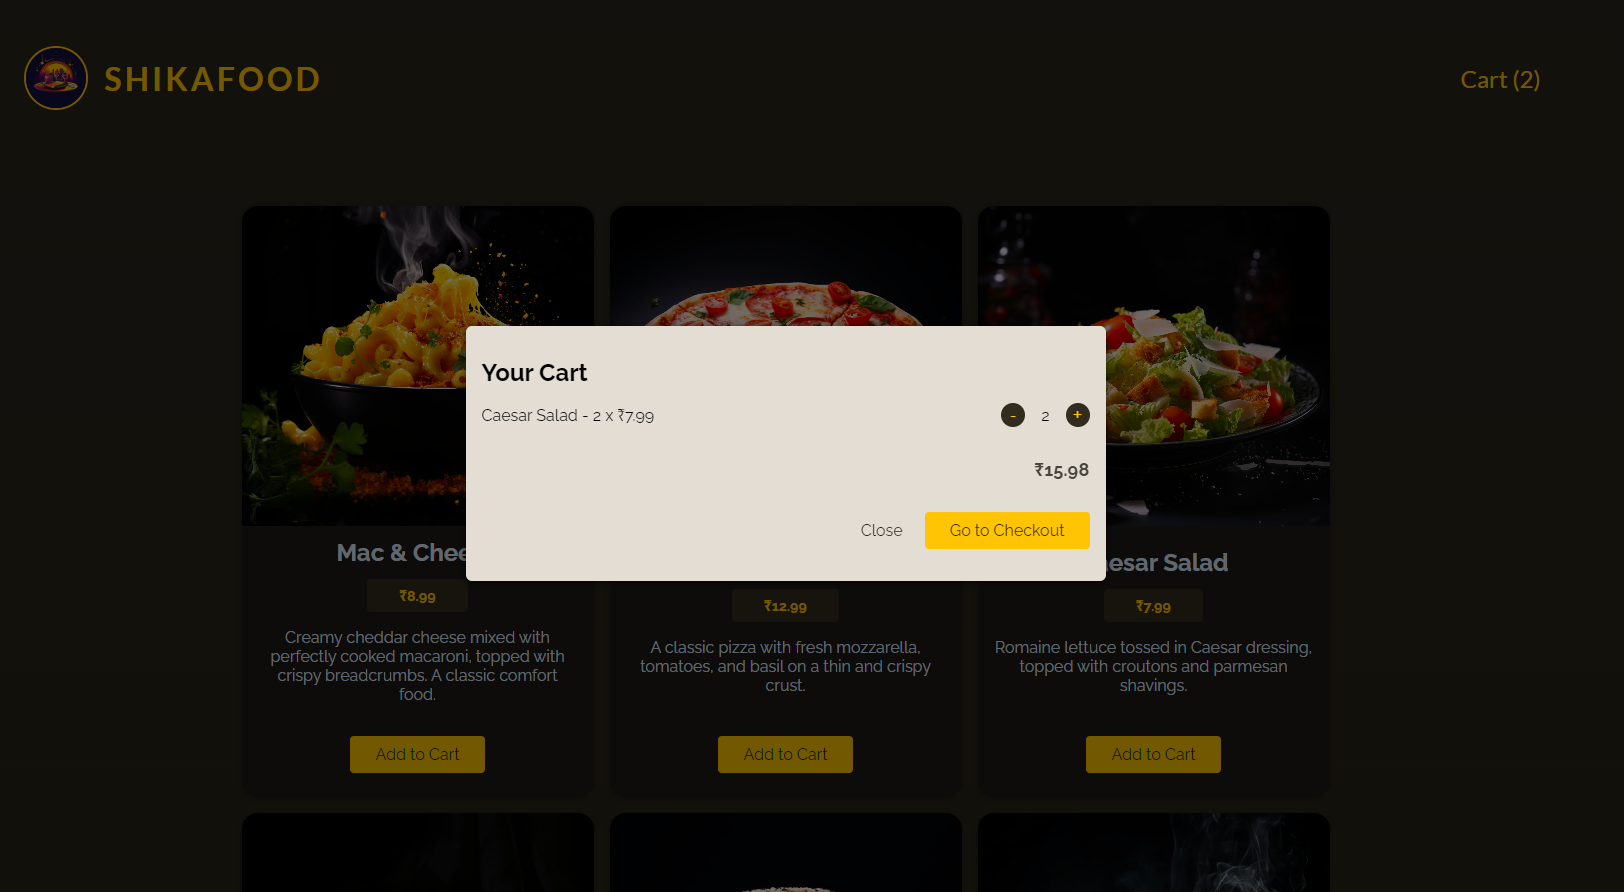 SHIKAFOOD
Cart (2)
Your Cart
Caesar Salad - 2 x ₹7.99
- 2 +
₹15.98
Close
Go to Checkout
Mac &
₹8.99
Creamy cheddar cheese mixed with
perfectly cooked macaroni, topped with
crispy breadcrumbs. A classic comfort
food.
Add to Cart
₹12.99
A classic pizza with fresh mozzarella,
tomatoes, and basil on a thin and crispy
crust.
Add to Cart
Salad
₹7.99
Romaine lettuce tossed in Caesar dressing,
topped with croutons and parmesan
shavings.
Add to Cart